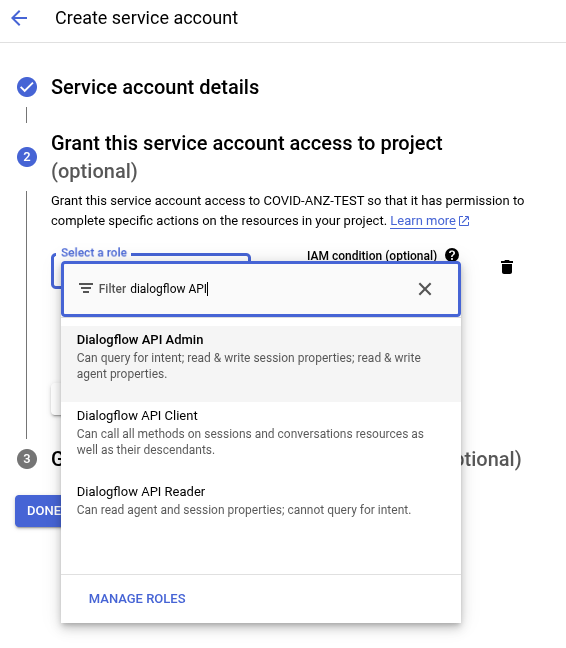 Create service account
Service account details
2
Grant this service account access to project
(optional)
Grant this service account access to COVID-ANZ-TEST so that it has permission to
complete specific actions on the resources in your project. Learn more
Select a role
IAM condition (optional) ?
Filter dialogflow API
Dialogflow API Admin
Can query for intent; read & write session properties; read & write
agent properties.
Dialogflow API Client
Can call all methods on sessions and conversations resources as
well as their descendants.
3
G
Dialogflow API Reader
Can read agent and session properties; cannot query for intent.
DONE
MANAGE ROLES